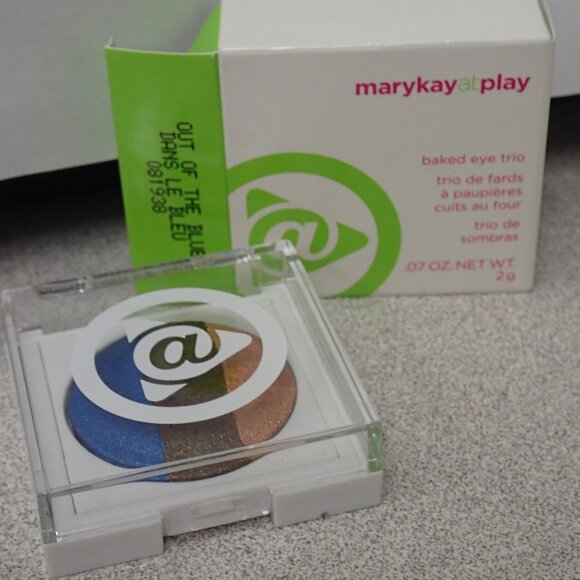 marykayatplay
baked eye trio
trio de fards
à paupières
cuits au four
trio de
sombras
.07 OZ. NET WT.
2g
OUT OF THE BLUE
DANS LE BLEU
081938
@
@